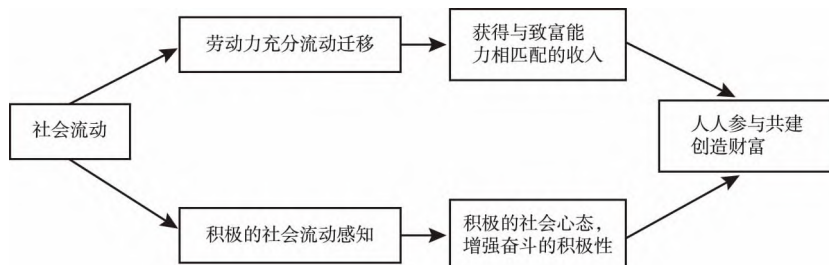 劳动力充分流动迁移
获得与致富能
力相匹配的收入
社会流动
人人参与共建
创造财富
积极的社会流动感知
积极的社会心态，
增强奋斗的积极性